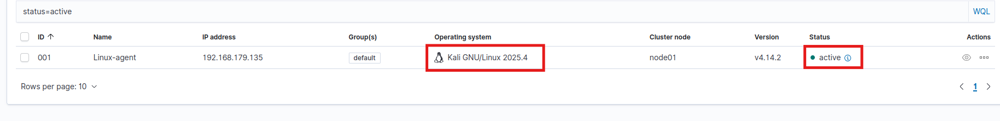 status=active WQL
ID Name IP address Group(s) Operating system Cluster node Version Status Actions
001 Linux-agent 192.168.179.135 default Kali GNU/Linux 2025.4 node01 v4.14.2 active
Rows per page: 10 1